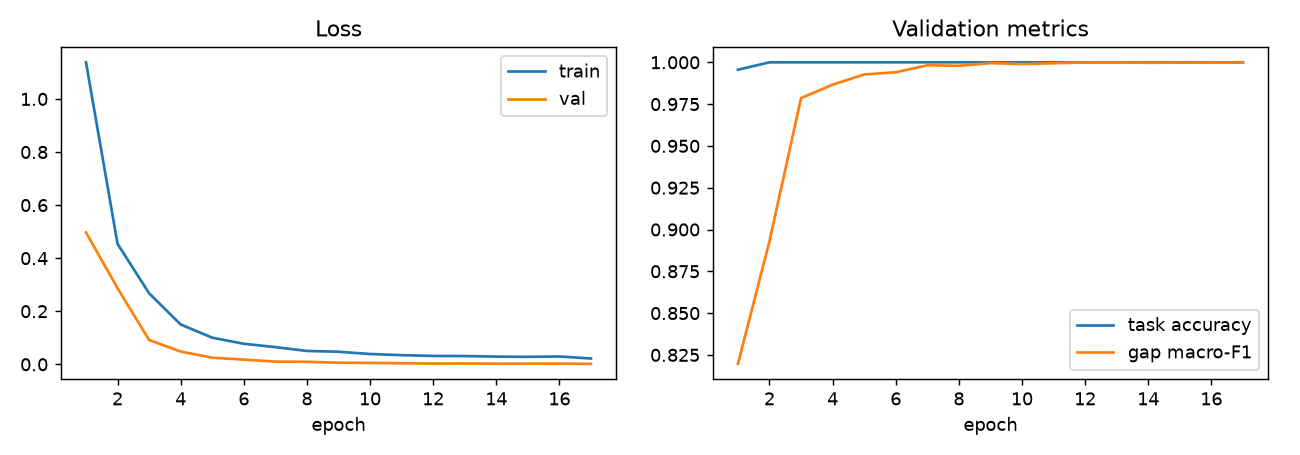 Loss
train
val
1.0
0.8
0.6
0.4
0.2
0.0
2 4 6 8 10 12 14 16
epoch
Validation metrics
1.000
0.975
0.950
0.925
0.900
0.875
0.850
0.825
task accuracy
gap macro-F1
2 4 6 8 10 12 14 16
epoch